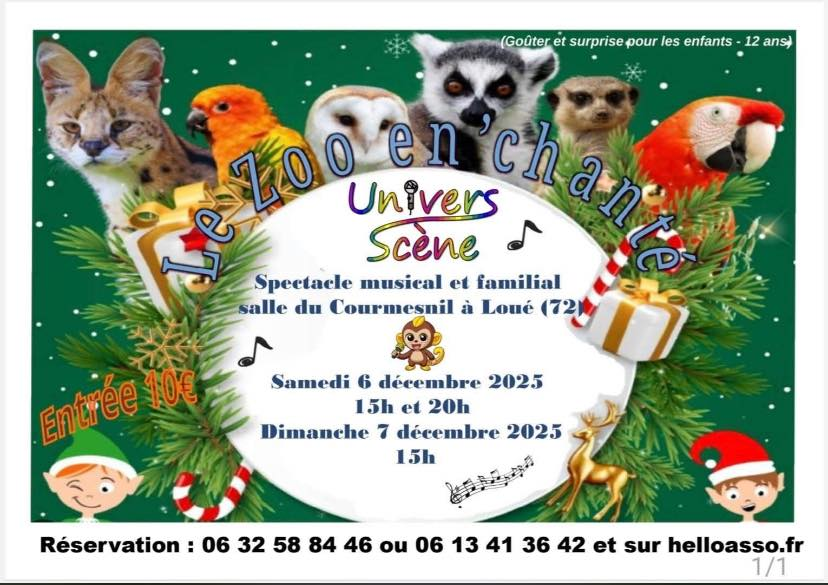 (Goûter et surprise pour les enfants - 12 ans)
Le Zoo en'chanté
Univers
Scène
Spectacle musical et familial
salle du Courmesnil à Loué (72)
Samedi 6 décembre 2025
15h et 20h
Dimanche 7 décembre 2025
15h
Entrée 10€
Réservation : 06 32 58 84 46 ou 06 13 41 36 42 et sur helloasso.fr
1/1